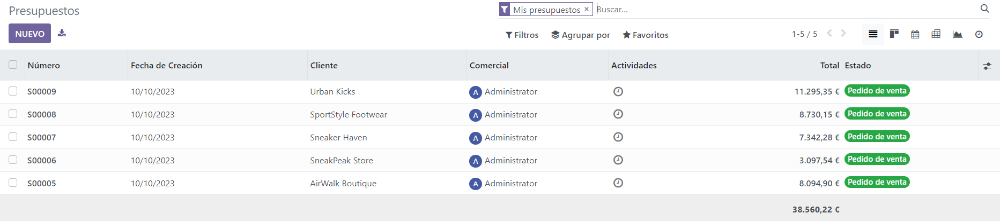 Presupuestos
Mis presupuestos × Buscar...
NUEVO
Filtros Agrupar por Favoritos 1-5 / 5
Número Fecha de Creación Cliente Comercial Actividades Total Estado
S00009 10/10/2023 Urban Kicks A Administrator 11.295,35 € Pedido de venta
S00008 10/10/2023 SportStyle Footwear A Administrator 8.730,15 € Pedido de venta
S00007 10/10/2023 Sneaker Haven A Administrator 7.342,28 € Pedido de venta
S00006 10/10/2023 SneakPeak Store A Administrator 3.097,54 € Pedido de venta
S00005 10/10/2023 AirWalk Boutique A Administrator 8.094,90 € Pedido de venta
38.560,22 €